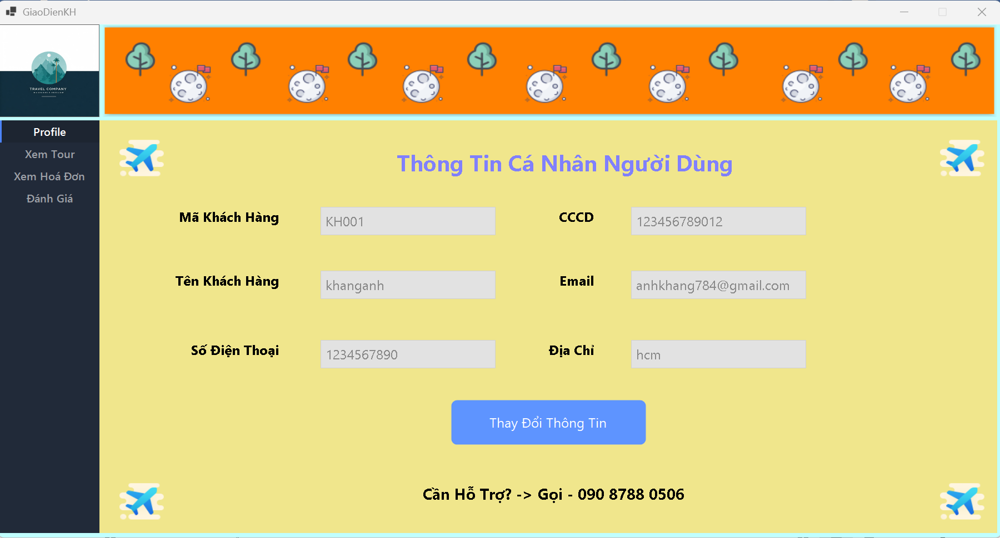 GiaoDienKH
TRAVEL COMPANY
Profile
Xem Tour
Xem Hoá Đơn
Đánh Giá
Thông Tin Cá Nhân Người Dùng
Mã Khách Hàng KH001 CCCD 123456789012
Tên Khách Hàng khanganh Email anhkhang784@gmail.com
Số Điện Thoại 1234567890 Địa Chỉ hcm
Thay Đổi Thông Tin
Cần Hỗ Trợ? -> Gọi - 090 8788 0506